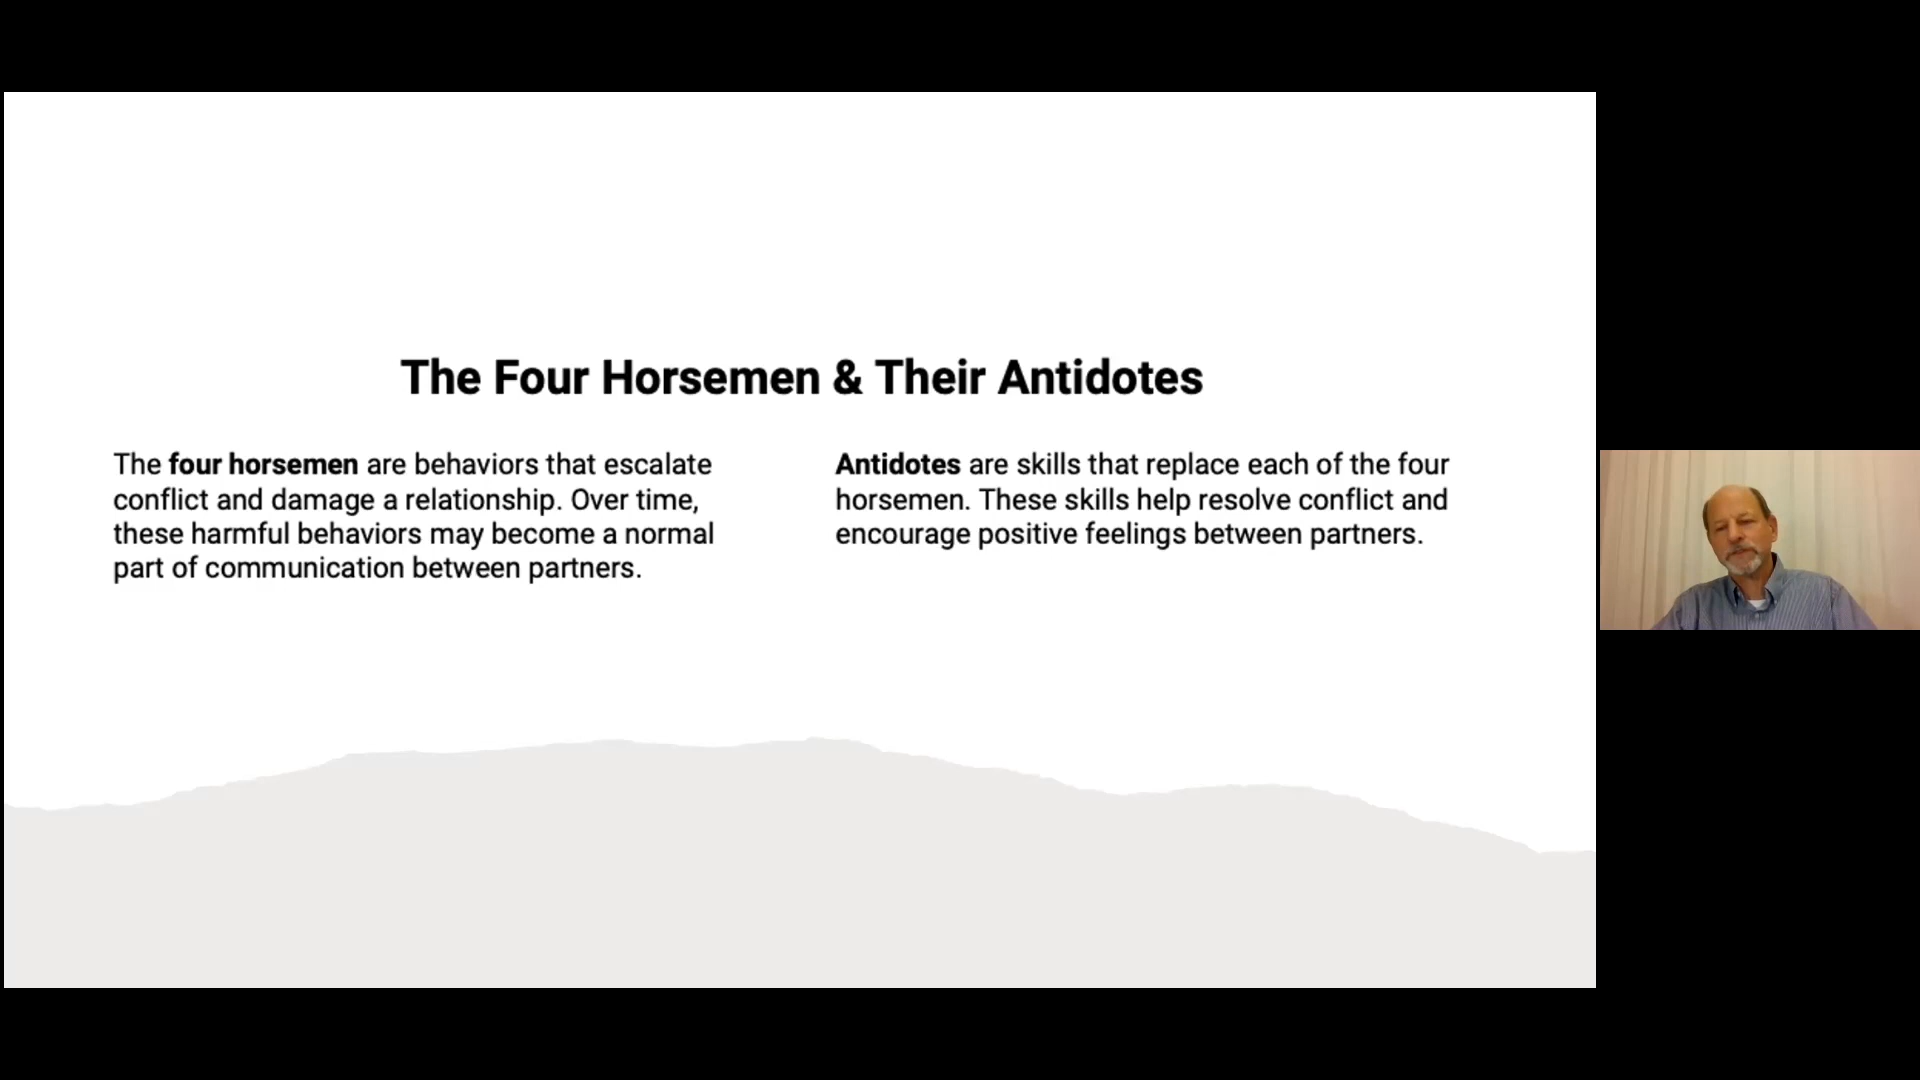 The Four Horsemen & Their Antidotes
The four horsemen are behaviors that escalate
conflict and damage a relationship. Over time,
these harmful behaviors may become a normal
part of communication between partners.
Antidotes are skills that replace each of the four
horsemen. These skills help resolve conflict and
encourage positive feelings between partners.